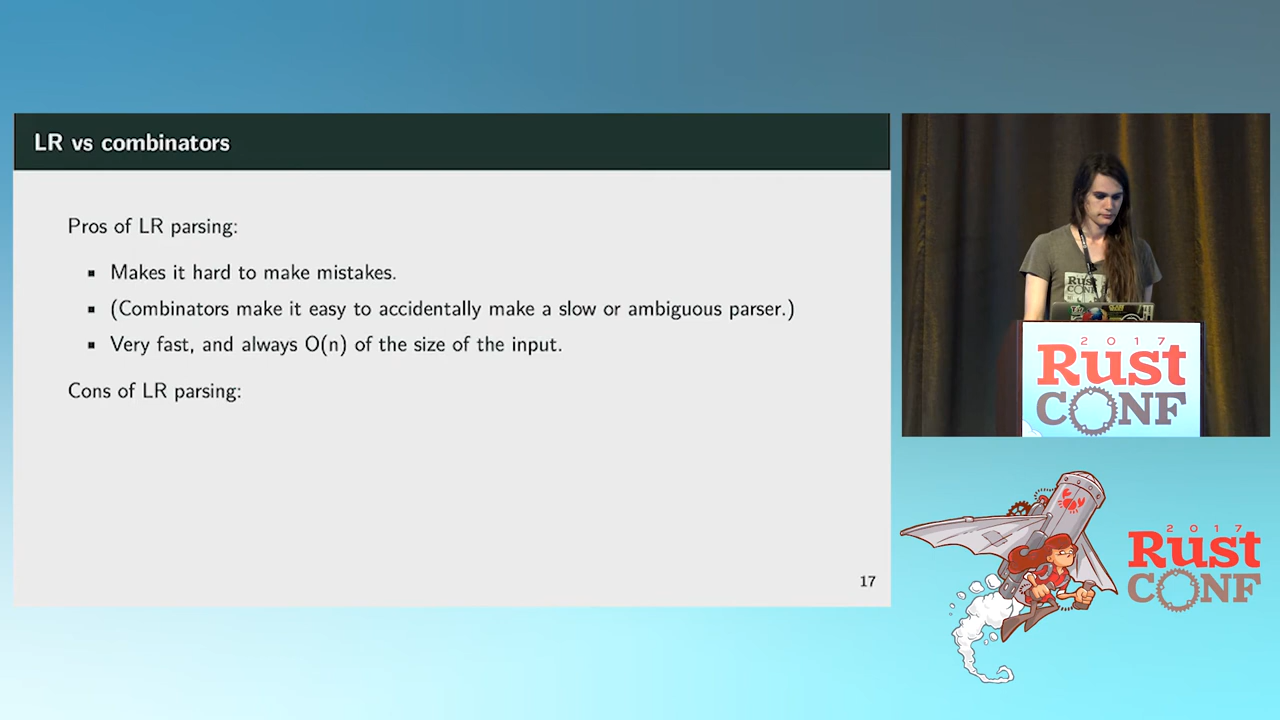 LR vs combinators
Pros of LR parsing:
▪ Makes it hard to make mistakes.
▪ (Combinators make it easy to accidentally make a slow or ambiguous parser.)
▪ Very fast, and always O(n) of the size of the input.
Cons of LR parsing:
17
RUST
CONF
2017
Rust
CONF
2017
Rust
CONF